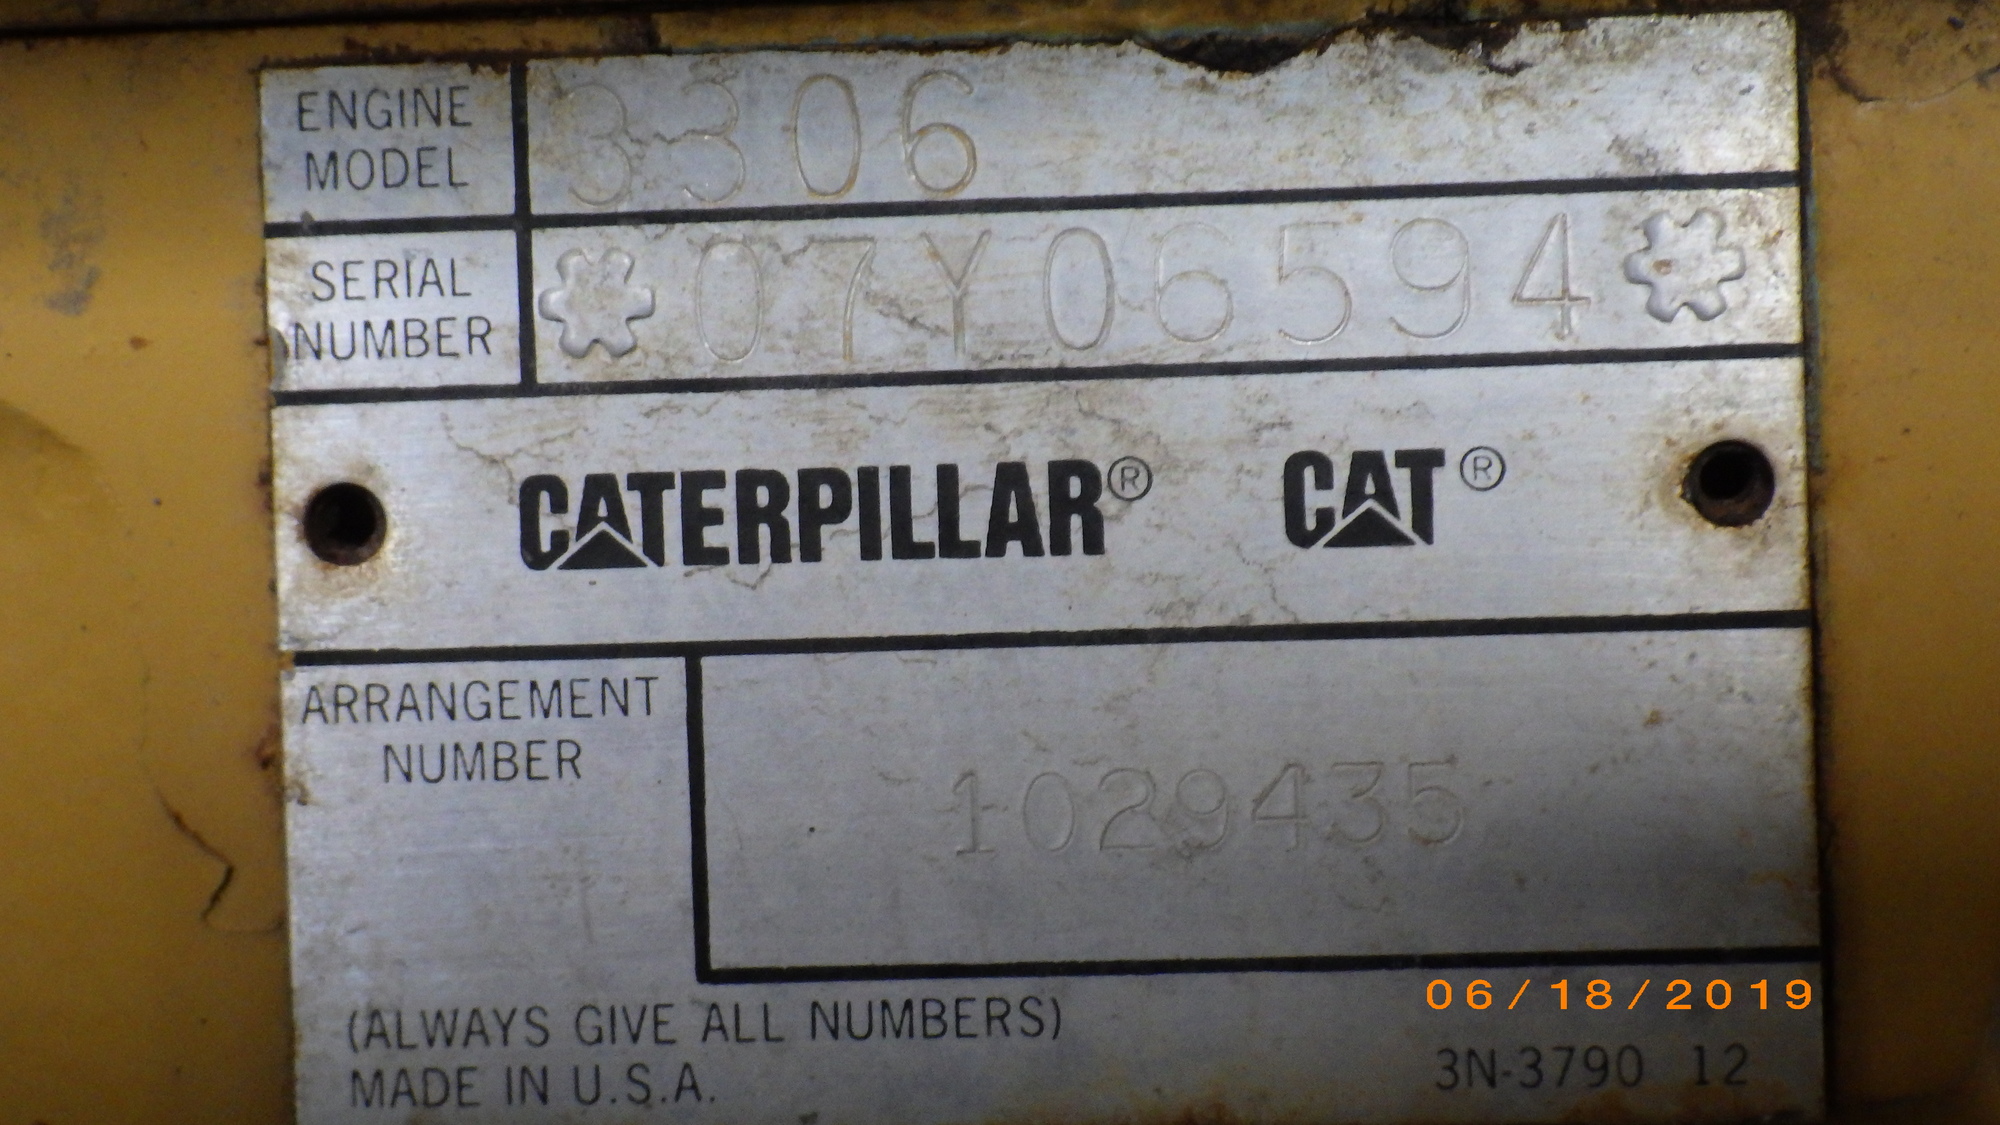 ENGINE
MODEL
3306
SERIAL
NUMBER
07Y06594
CATERPILLAR® CAT®
ARRANGEMENT
NUMBER
1029435
(ALWAYS GIVE ALL NUMBERS)
MADE IN U.S.A.
3N-3790 12
06/18/2019